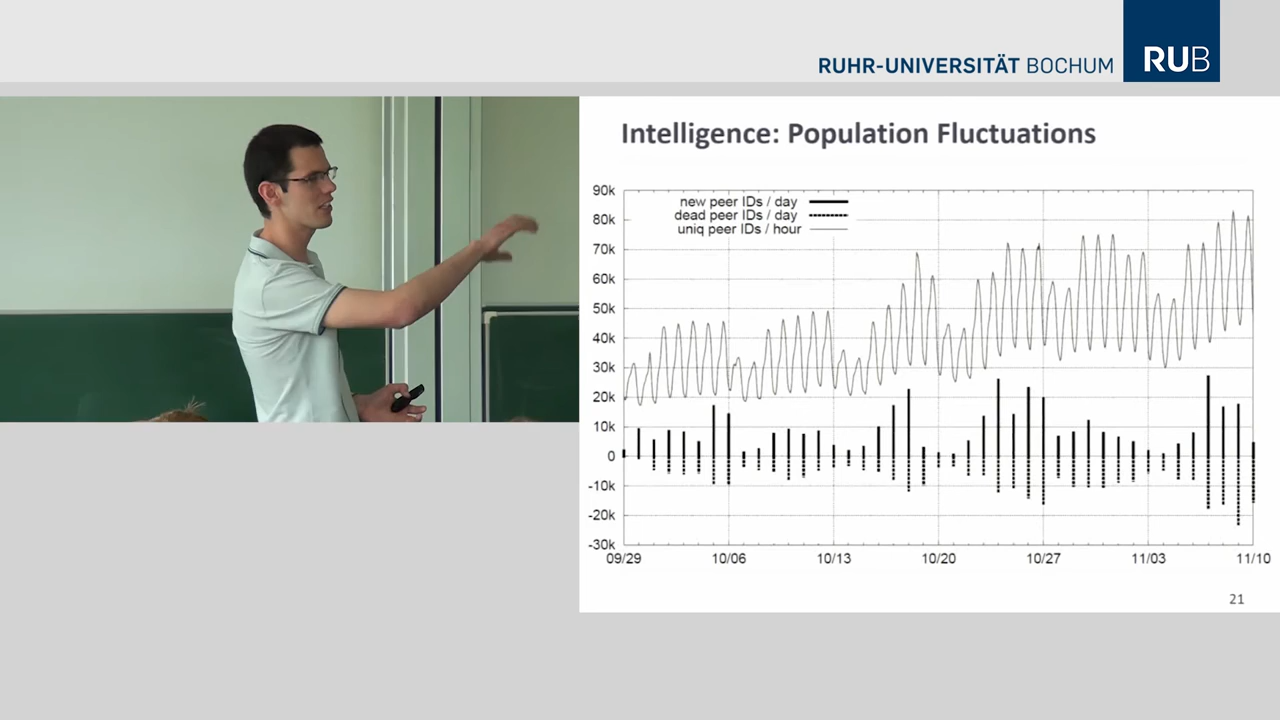 RUHR-UNIVERSITÄT BOCHUM
RUB
Intelligence: Population Fluctuations
90k
80k
70k
60k
50k
40k
30k
20k
10k
0
-10k
-20k
-30k
new peer IDs / day
dead peer IDs / day
uniq peer IDs / hour
09/29
10/06
10/13
10/20
10/27
11/03
11/10
21